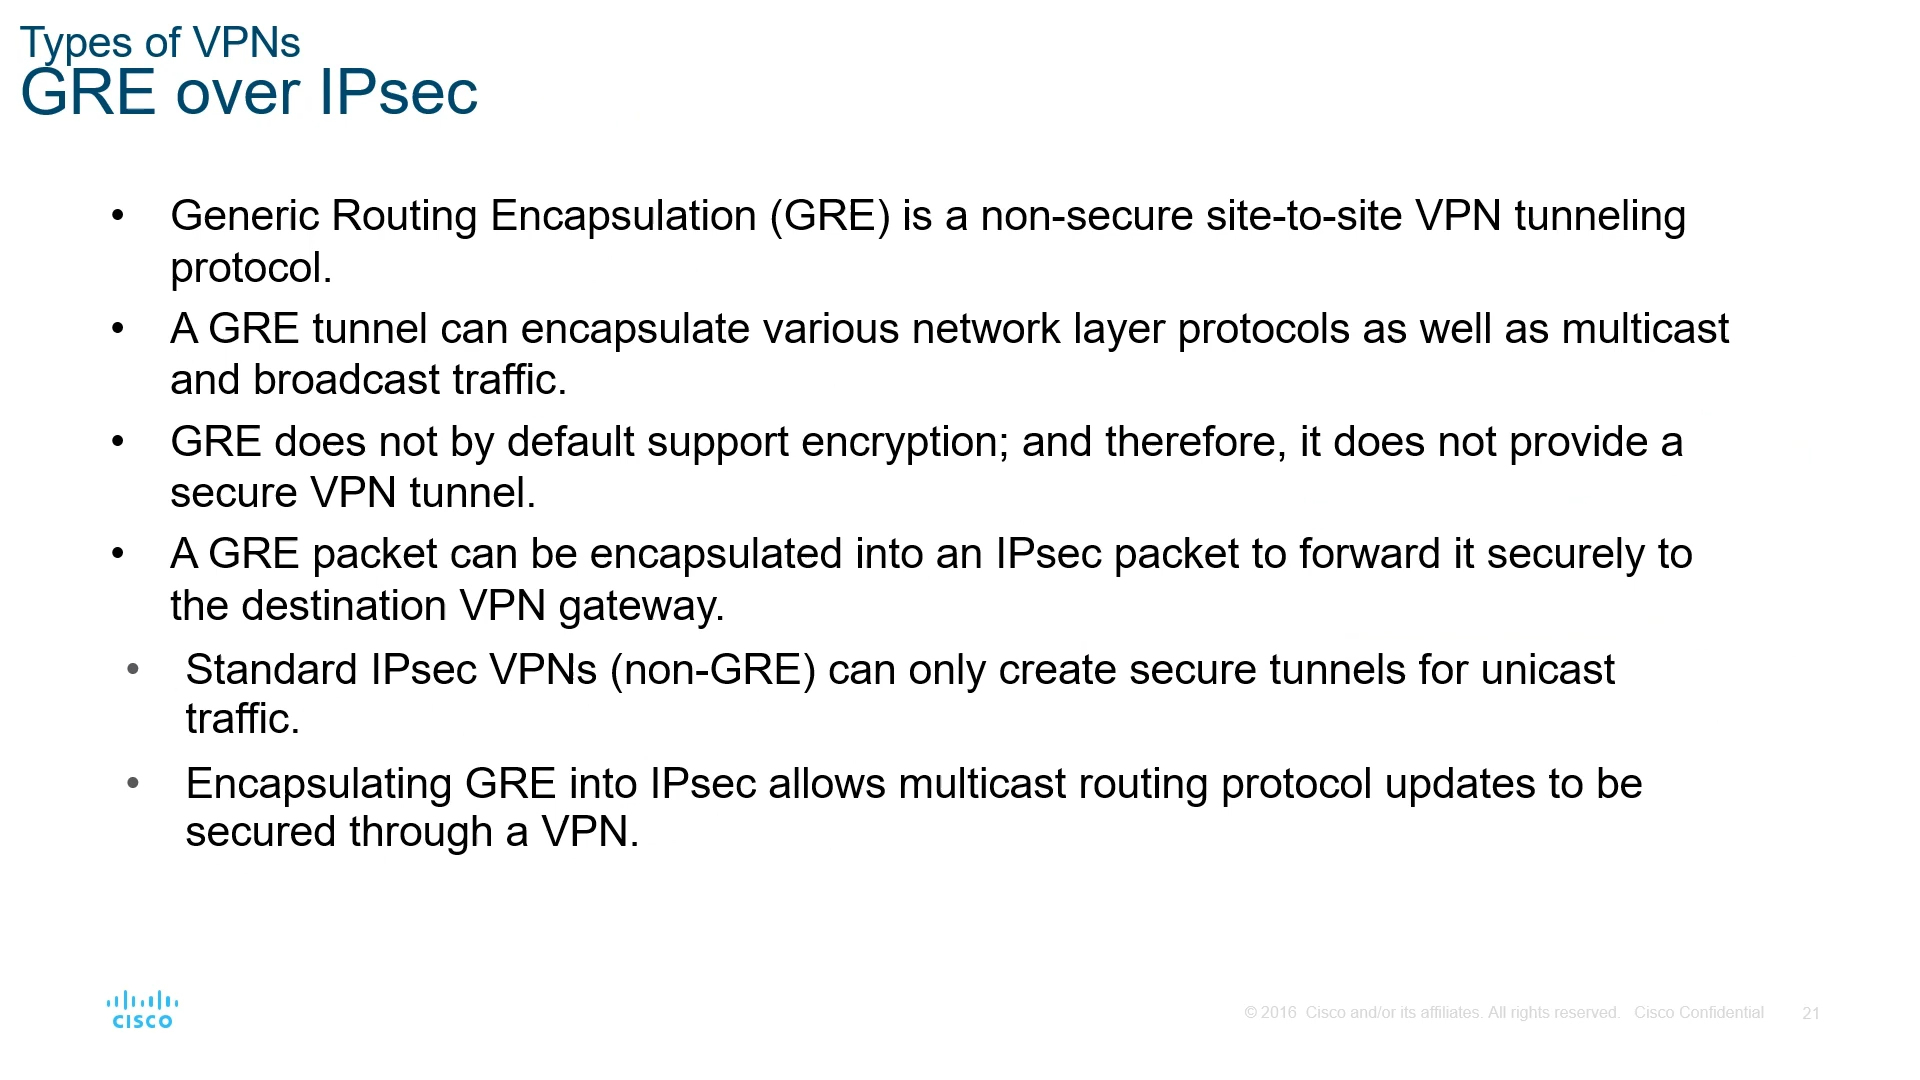 Types of VPNs
GRE over IPsec
• Generic Routing Encapsulation (GRE) is a non-secure site-to-site VPN tunneling
protocol.
• A GRE tunnel can encapsulate various network layer protocols as well as multicast
and broadcast traffic.
• GRE does not by default support encryption; and therefore, it does not provide a
secure VPN tunnel.
• A GRE packet can be encapsulated into an IPsec packet to forward it securely to
the destination VPN gateway.
• Standard IPsec VPNs (non-GRE) can only create secure tunnels for unicast
traffic.
• Encapsulating GRE into IPsec allows multicast routing protocol updates to be
secured through a VPN.
CISCO
© 2016 Cisco and/or its affiliates. All rights reserved. Cisco Confidential 21